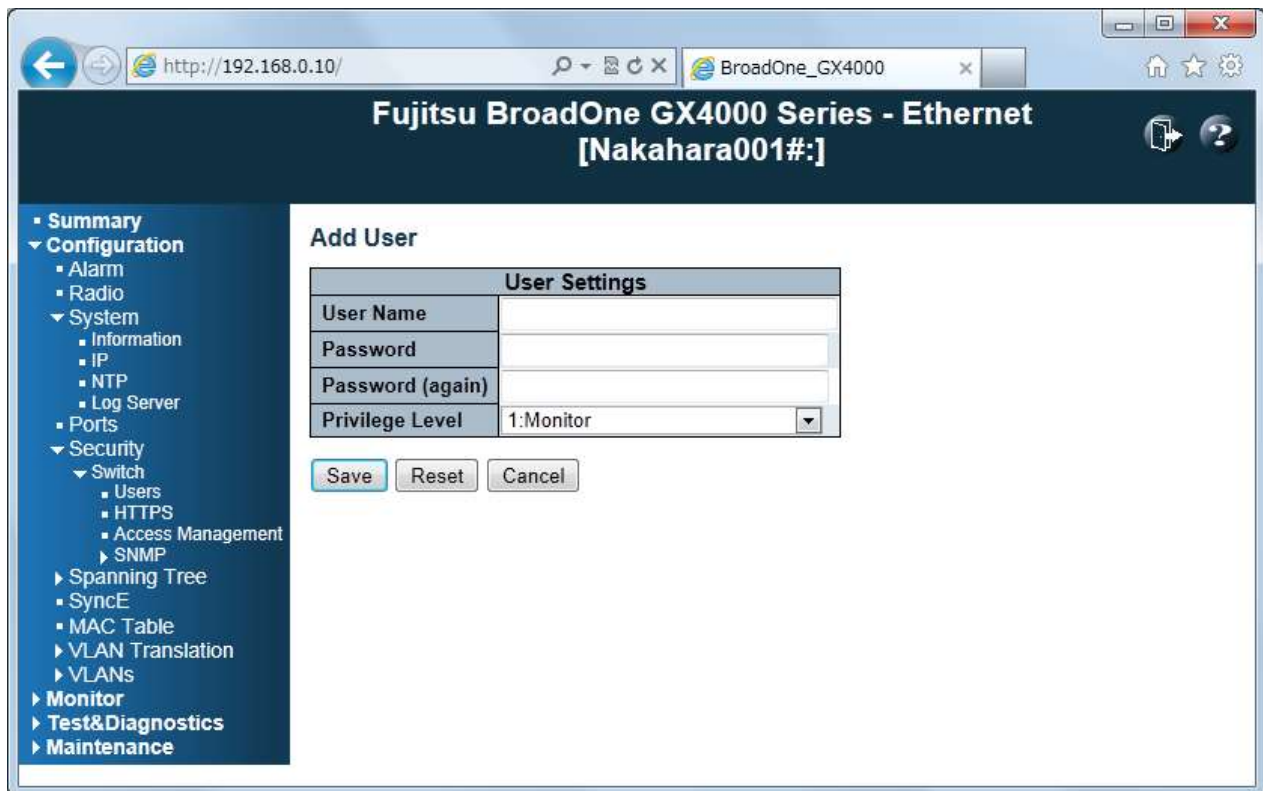 http://192.168.0.10/
BroadOne_GX4000
Fujitsu BroadOne GX4000 Series - Ethernet
[Nakahara001#:]
Summary
Configuration
Alarm
Radio
System
Information
IP
NTP
Log Server
Ports
Security
Switch
Users
HTTPS
Access Management
SNMP
Spanning Tree
SyncE
MAC Table
VLAN Translation
VLANs
Monitor
Test&Diagnostics
Maintenance
Add User
User Settings
User Name
Password
Password (again)
Privilege Level 1:Monitor
Save Reset Cancel